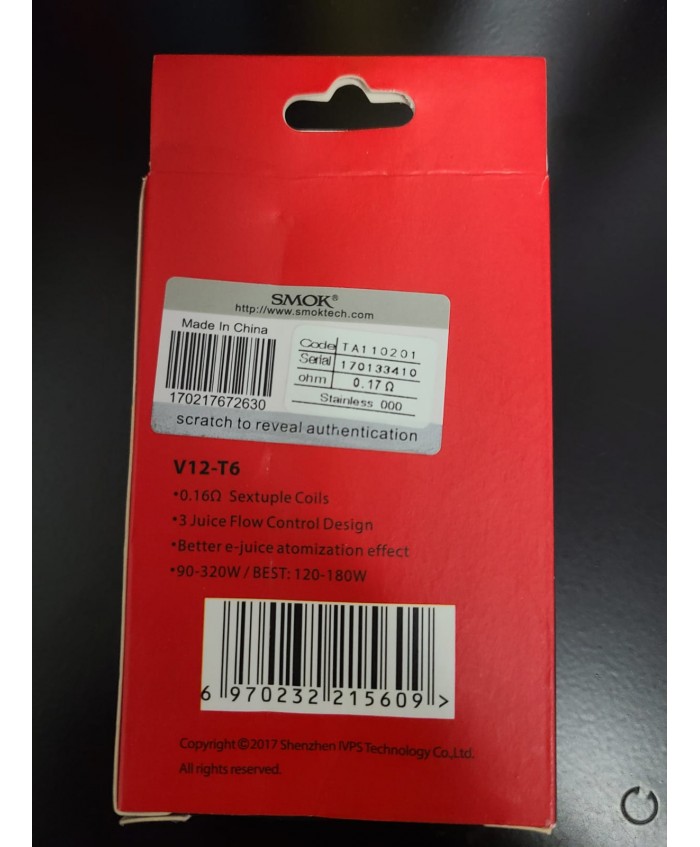 SMOK®
http://www.smoktech.com
Made In China
170217672630
Code TA110201
Serial 170133410
ohm 0.17Ω
Stainless 000
scratch to reveal authentication
V12-T6
•0.16Ω Sextuple Coils
•3 Juice Flow Control Design
•Better e-juice atomization effect
•90-320W / BEST: 120-180W
6 970232 215609 >
Copyright ©2017 Shenzhen IVPS Technology Co.,Ltd.
All rights reserved.